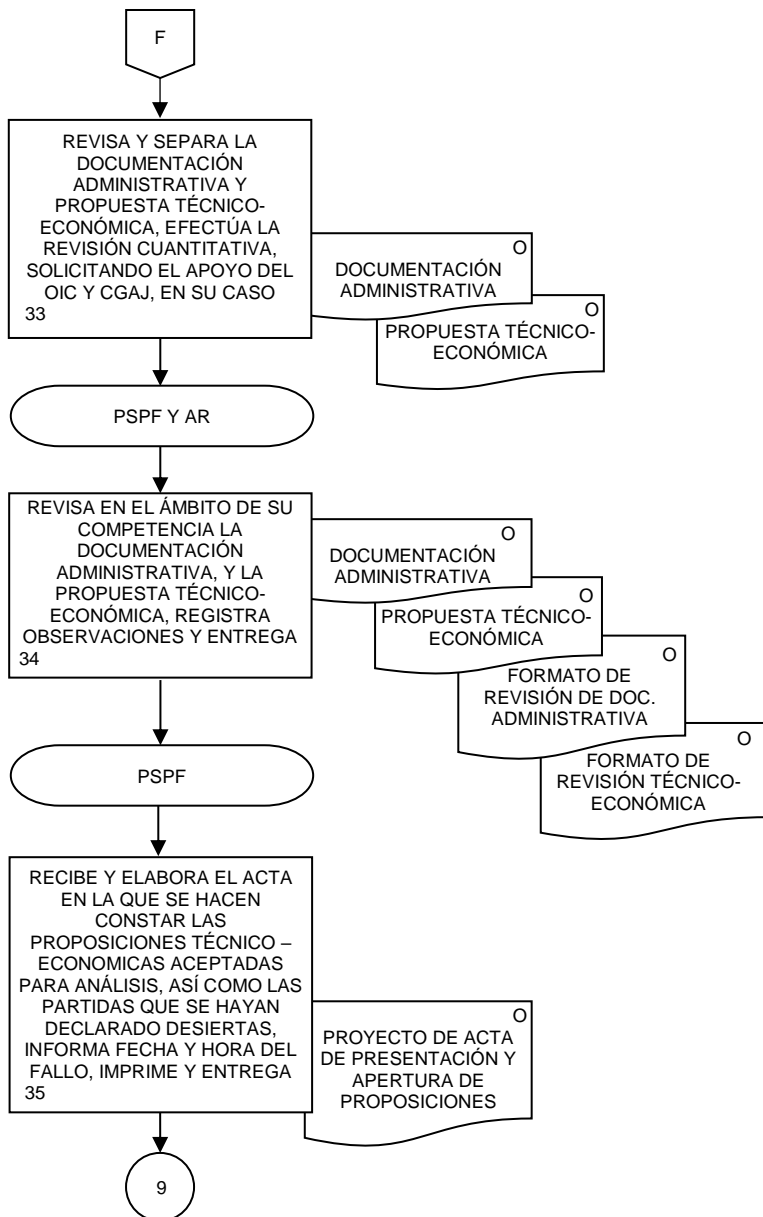 F
REVISA Y SEPARA LA
DOCUMENTACIÓN
ADMINISTRATIVA Y
PROPUESTA TÉCNICO-
ECONÓMICA, EFECTÚA LA
REVISIÓN CUANTITATIVA,
SOLICITANDO EL APOYO DEL
OIC Y CGAJ, EN SU CASO
33
O
DOCUMENTACIÓN
ADMINISTRATIVA
O
PROPUESTA TÉCNICO-
ECONÓMICA
PSPF Y AR
REVISA EN EL ÁMBITO DE SU
COMPETENCIA LA
DOCUMENTACIÓN
ADMINISTRATIVA, Y LA
PROPUESTA TÉCNICO-
ECONÓMICA, REGISTRA
OBSERVACIONES Y ENTREGA
34
O
DOCUMENTACIÓN
ADMINISTRATIVA
O
PROPUESTA TÉCNICO-
ECONÓMICA
O
FORMATO DE
REVISIÓN DE DOC.
ADMINISTRATIVA
O
FORMATO DE
REVISIÓN TÉCNICO-
ECONÓMICA
PSPF
RECIBE Y ELABORA EL ACTA
EN LA QUE SE HACEN
CONSTAR LAS
PROPOSICIONES TÉCNICO –
ECONOMICAS ACEPTADAS
PARA ANÁLISIS, ASÍ COMO LAS
PARTIDAS QUE SE HAYAN
DECLARADO DESIERTAS,
INFORMA FECHA Y HORA DEL
FALLO, IMPRIME Y ENTREGA
35
O
PROYECTO DE ACTA
DE PRESENTACIÓN Y
APERTURA DE
PROPOSICIONES
9